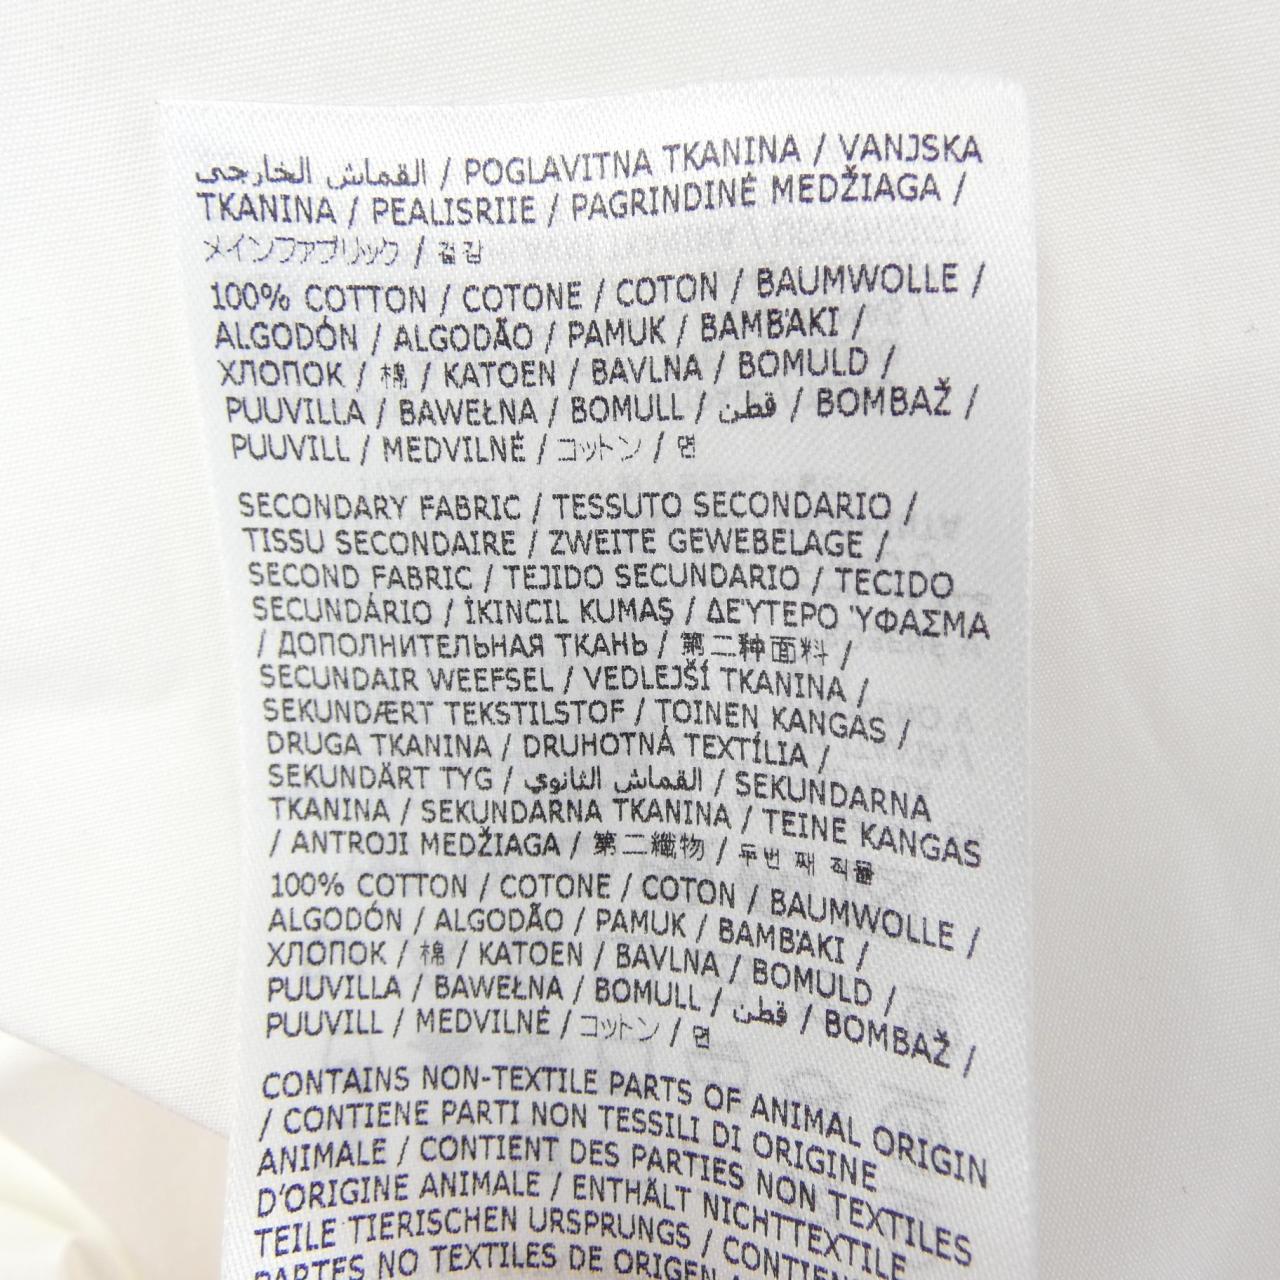 القماش الخارجي / POGLAVITNA TKANINA / VANJSKA
TKANINA / PEALISRIIE / PAGRINDINĖ MEDŽIAGA /
メインファブリック / 겉감
100% COTTON / COTONE / COTON / BAUMWOLLE /
ALGODÓN / ALGODÃO / PAMUK / BAMBAKI /
ХЛОПОК / 棉 / KATOEN / BAVLNA / BOMULD /
PUUVILLA / BAWEŁNA / BOMULL / قطن / BOMBAŽ /
PUUVILL / MEDVILNĖ / コットン / 면
SECONDARY FABRIC / TESSUTO SECONDARIO /
TISSU SECONDAIRE / ZWEITE GEWEBELAGE /
SECOND FABRIC / TEJIDO SECUNDARIO / TECIDO
SECUNDÁRIO / İKINCIL KUMAŞ / ΔΕΎΤΕΡΟ ΎΦΑΣΜΑ
/ ДОПОЛНИТЕЛЬНАЯ ТКАНЬ / 第二种面料 /
SECUNDAIR WEEFSEL / VEDLEJŠÍ TKANINA /
SEKUNDÆRT TEKSTILSTOF / TOINEN KANGAS /
DRUGA TKANINA / DRUHOTNÁ TEXTÍLIA /
SEKUNDÄRT TYG / القماش الثانوي / SEKUNDARNA
TKANINA / SEKUNDARNA TKANINA / TEINE KANGAS
/ ANTROJI MEDŽIAGA / 第二織物 / 두번 째 직물
100% COTTON / COTONE / COTON / BAUMWOLLE /
ALGODÓN / ALGODÃO / PAMUK / BAMBAKI /
ХЛОПОК / 棉 / KATOEN / BAVLNA / BOMULD /
PUUVILLA / BAWEŁNA / BOMULL / قطن / BOMBAŽ /
PUUVILL / MEDVILNĖ / コットン / 면
CONTAINS NON-TEXTILE PARTS OF ANIMAL ORIGIN
/ CONTIENE PARTI NON TESSILI DI ORIGINE
ANIMALE / CONTIENT DES PARTIES NON TEXTILES
D'ORIGINE ANIMALE / ENTHÄLT NICHTTEXTILE
TEILE TIERISCHEN URSPRUNGS / CONTIENE
PARTES NO TEXTILES DE ORIGEN